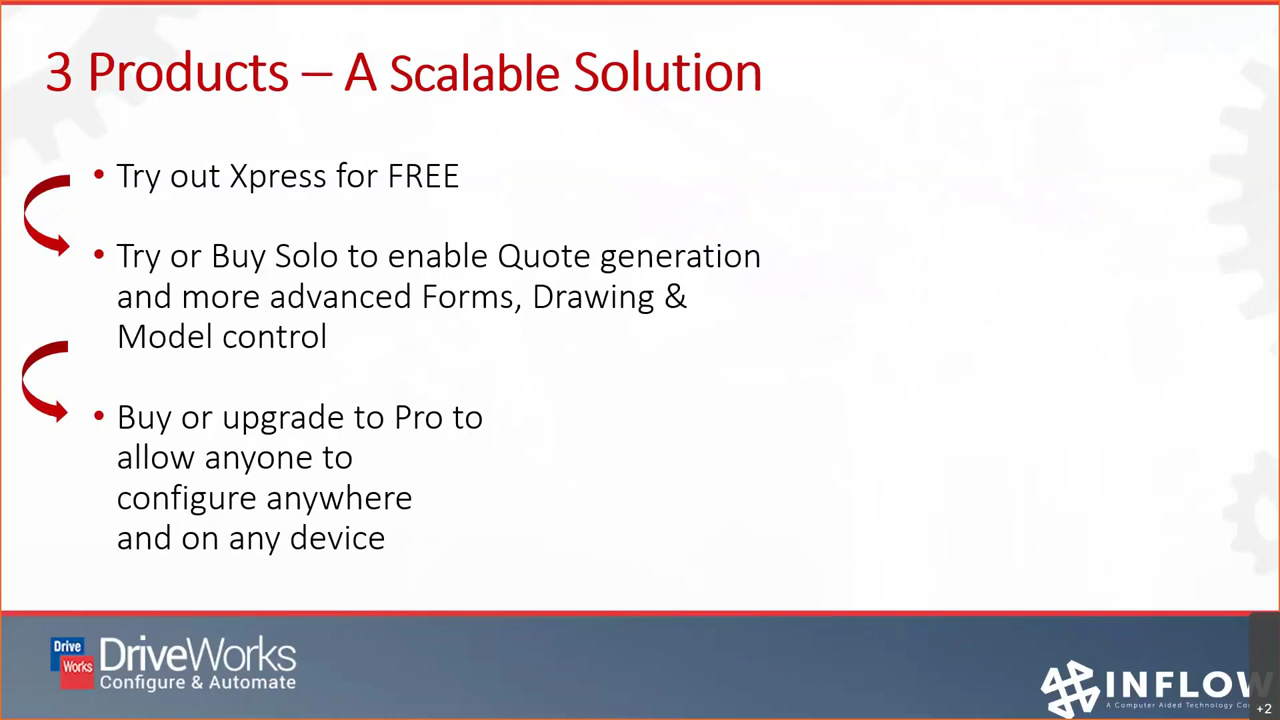 3 Products – A Scalable Solution
• Try out Xpress for FREE
• Try or Buy Solo to enable Quote generation
and more advanced Forms, Drawing &
Model control
• Buy or upgrade to Pro to
allow anyone to
configure anywhere
and on any device
Drive
Works
DriveWorks
Configure & Automate
INFLOW
A Computer Aided Technology
+2